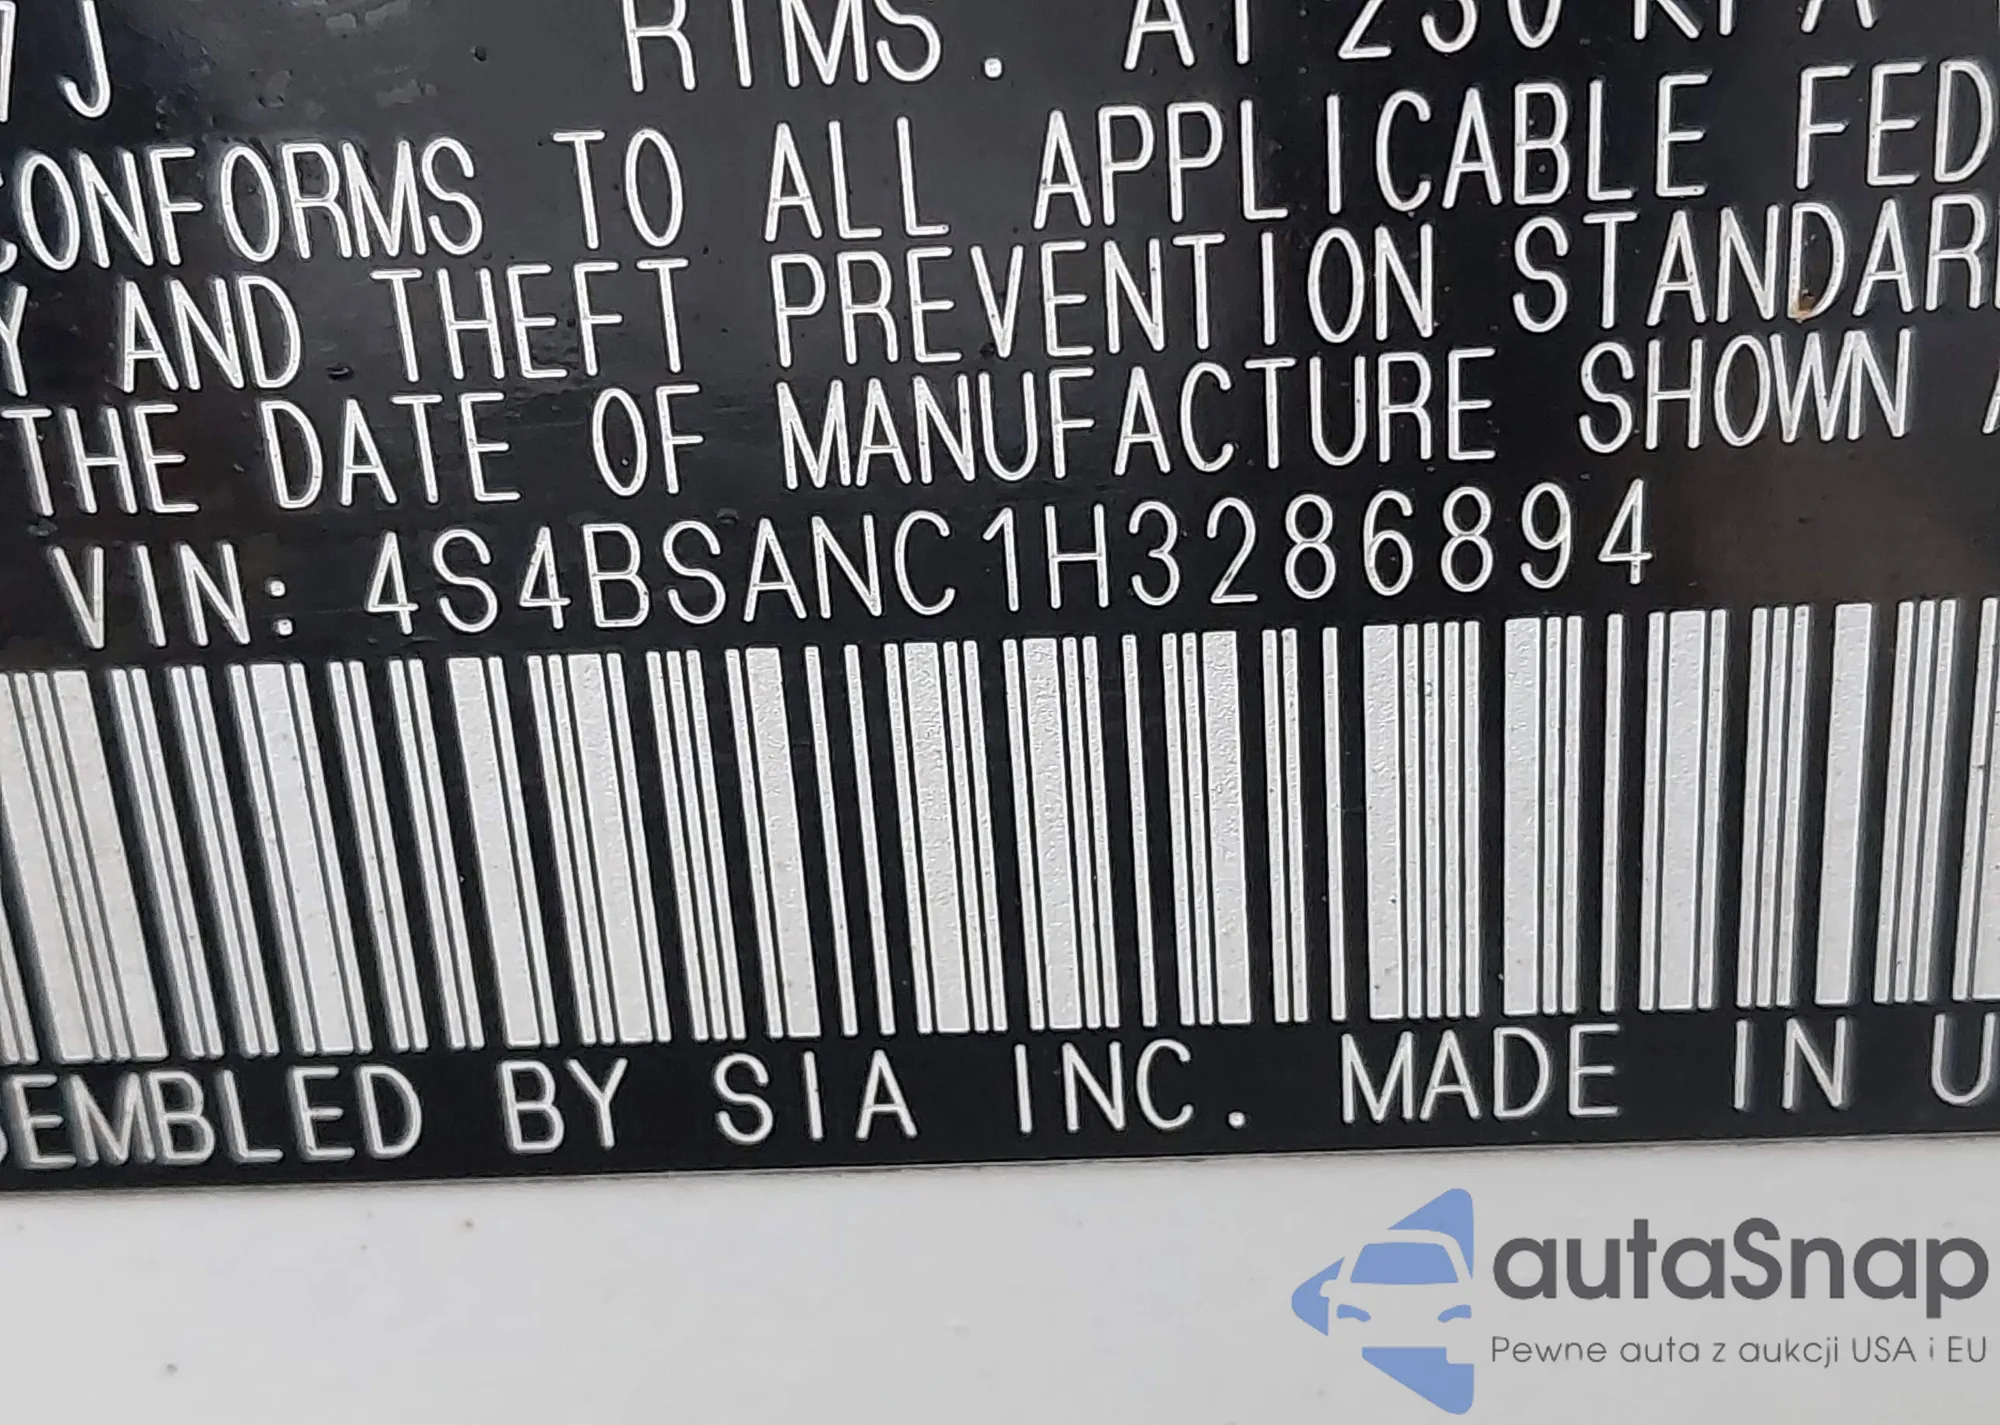 7J RIMS. AT 230 KPA
CONFORMS TO ALL APPLICABLE FED
Y AND THEFT PREVENTION STANDAR
THE DATE OF MANUFACTURE SHOWN A
VIN: 4S4BSANC1H3286894
SEMBLED BY SIA INC. MADE IN U
autaSnap
Pewne auta z aukcji USA i EU